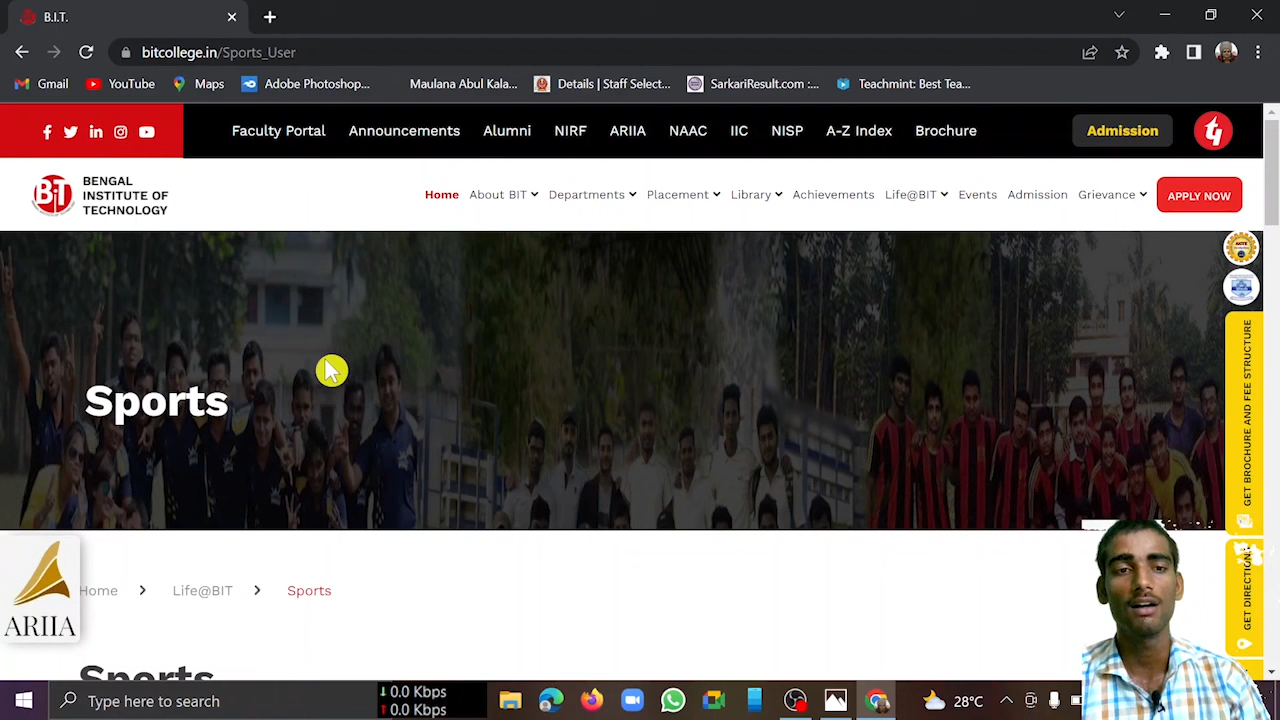 B.I.T.
bitcollege.in/Sports_User
Gmail YouTube Maps Adobe Photoshop... Maulana Abul Kala... Details | Staff Select... SarkariResult.com :... Teachmint: Best Tea...
Faculty Portal Announcements Alumni NIRF ARIIA NAAC IIC NISP A-Z Index Brochure Admission
BiT
BENGAL
INSTITUTE OF
TECHNOLOGY
Home About BIT Departments Placement Library Achievements Life@BIT Events Admission Grievance APPLY NOW
GET BROCHURE AND FEE STRUCTURE
Sports
GET DIRECTION
ARIIA
Home > Life@BIT > Sports
Sports
Type here to search
↓ 0.0 Kbps
↑ 0.0 Kbps
28°C